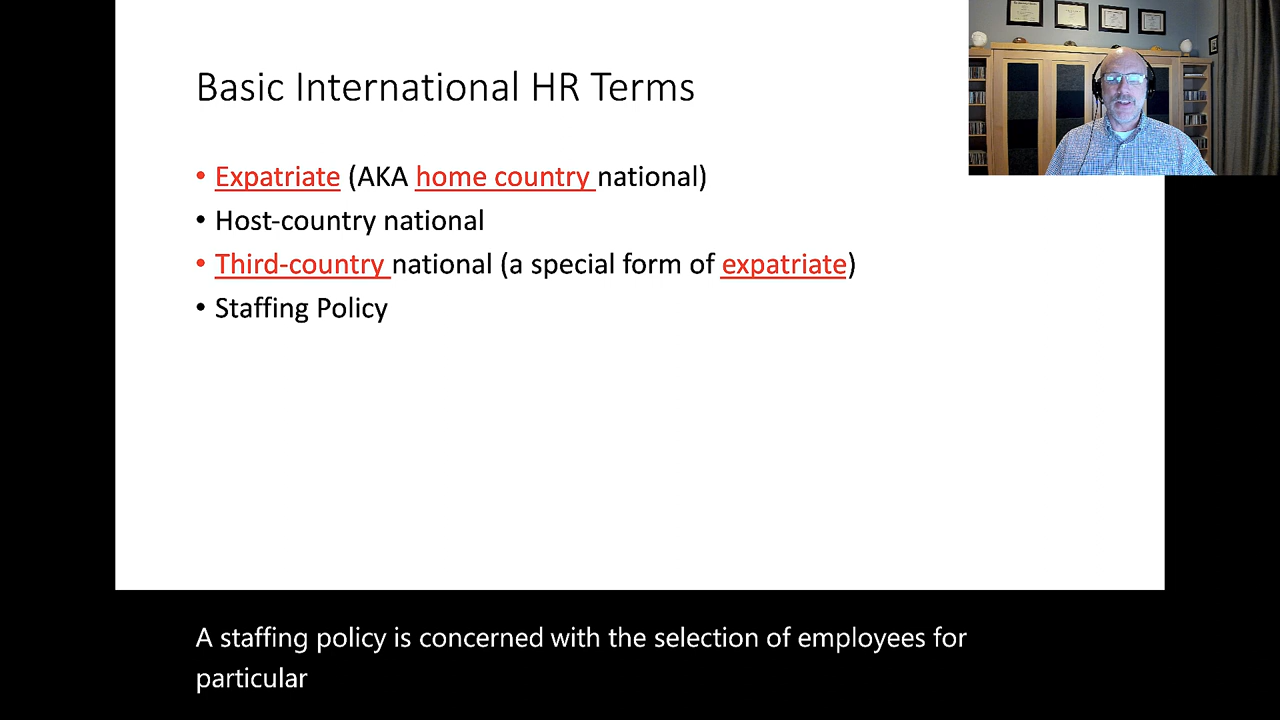 Basic International HR Terms
• Expatriate (AKA home country national)
• Host-country national
• Third-country national (a special form of expatriate)
• Staffing Policy
A staffing policy is concerned with the selection of employees for
particular